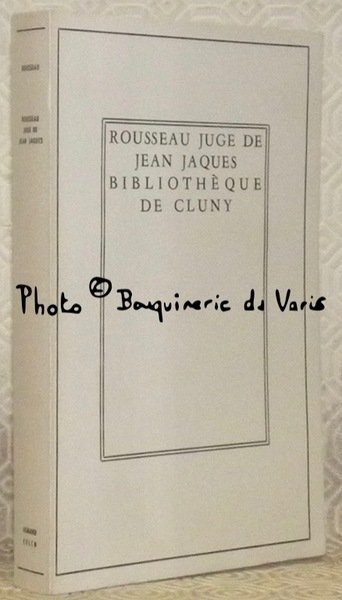 ROUSSEAU
ROUSSEAU
JUGE DE
JEAN JAQUES
ROUSSEAU JUGE DE
JEAN JAQUES
BIBLIOTHÈQUE
DE CLUNY
Photo © Bouquinerie du Varis
ARMAND
COLIN